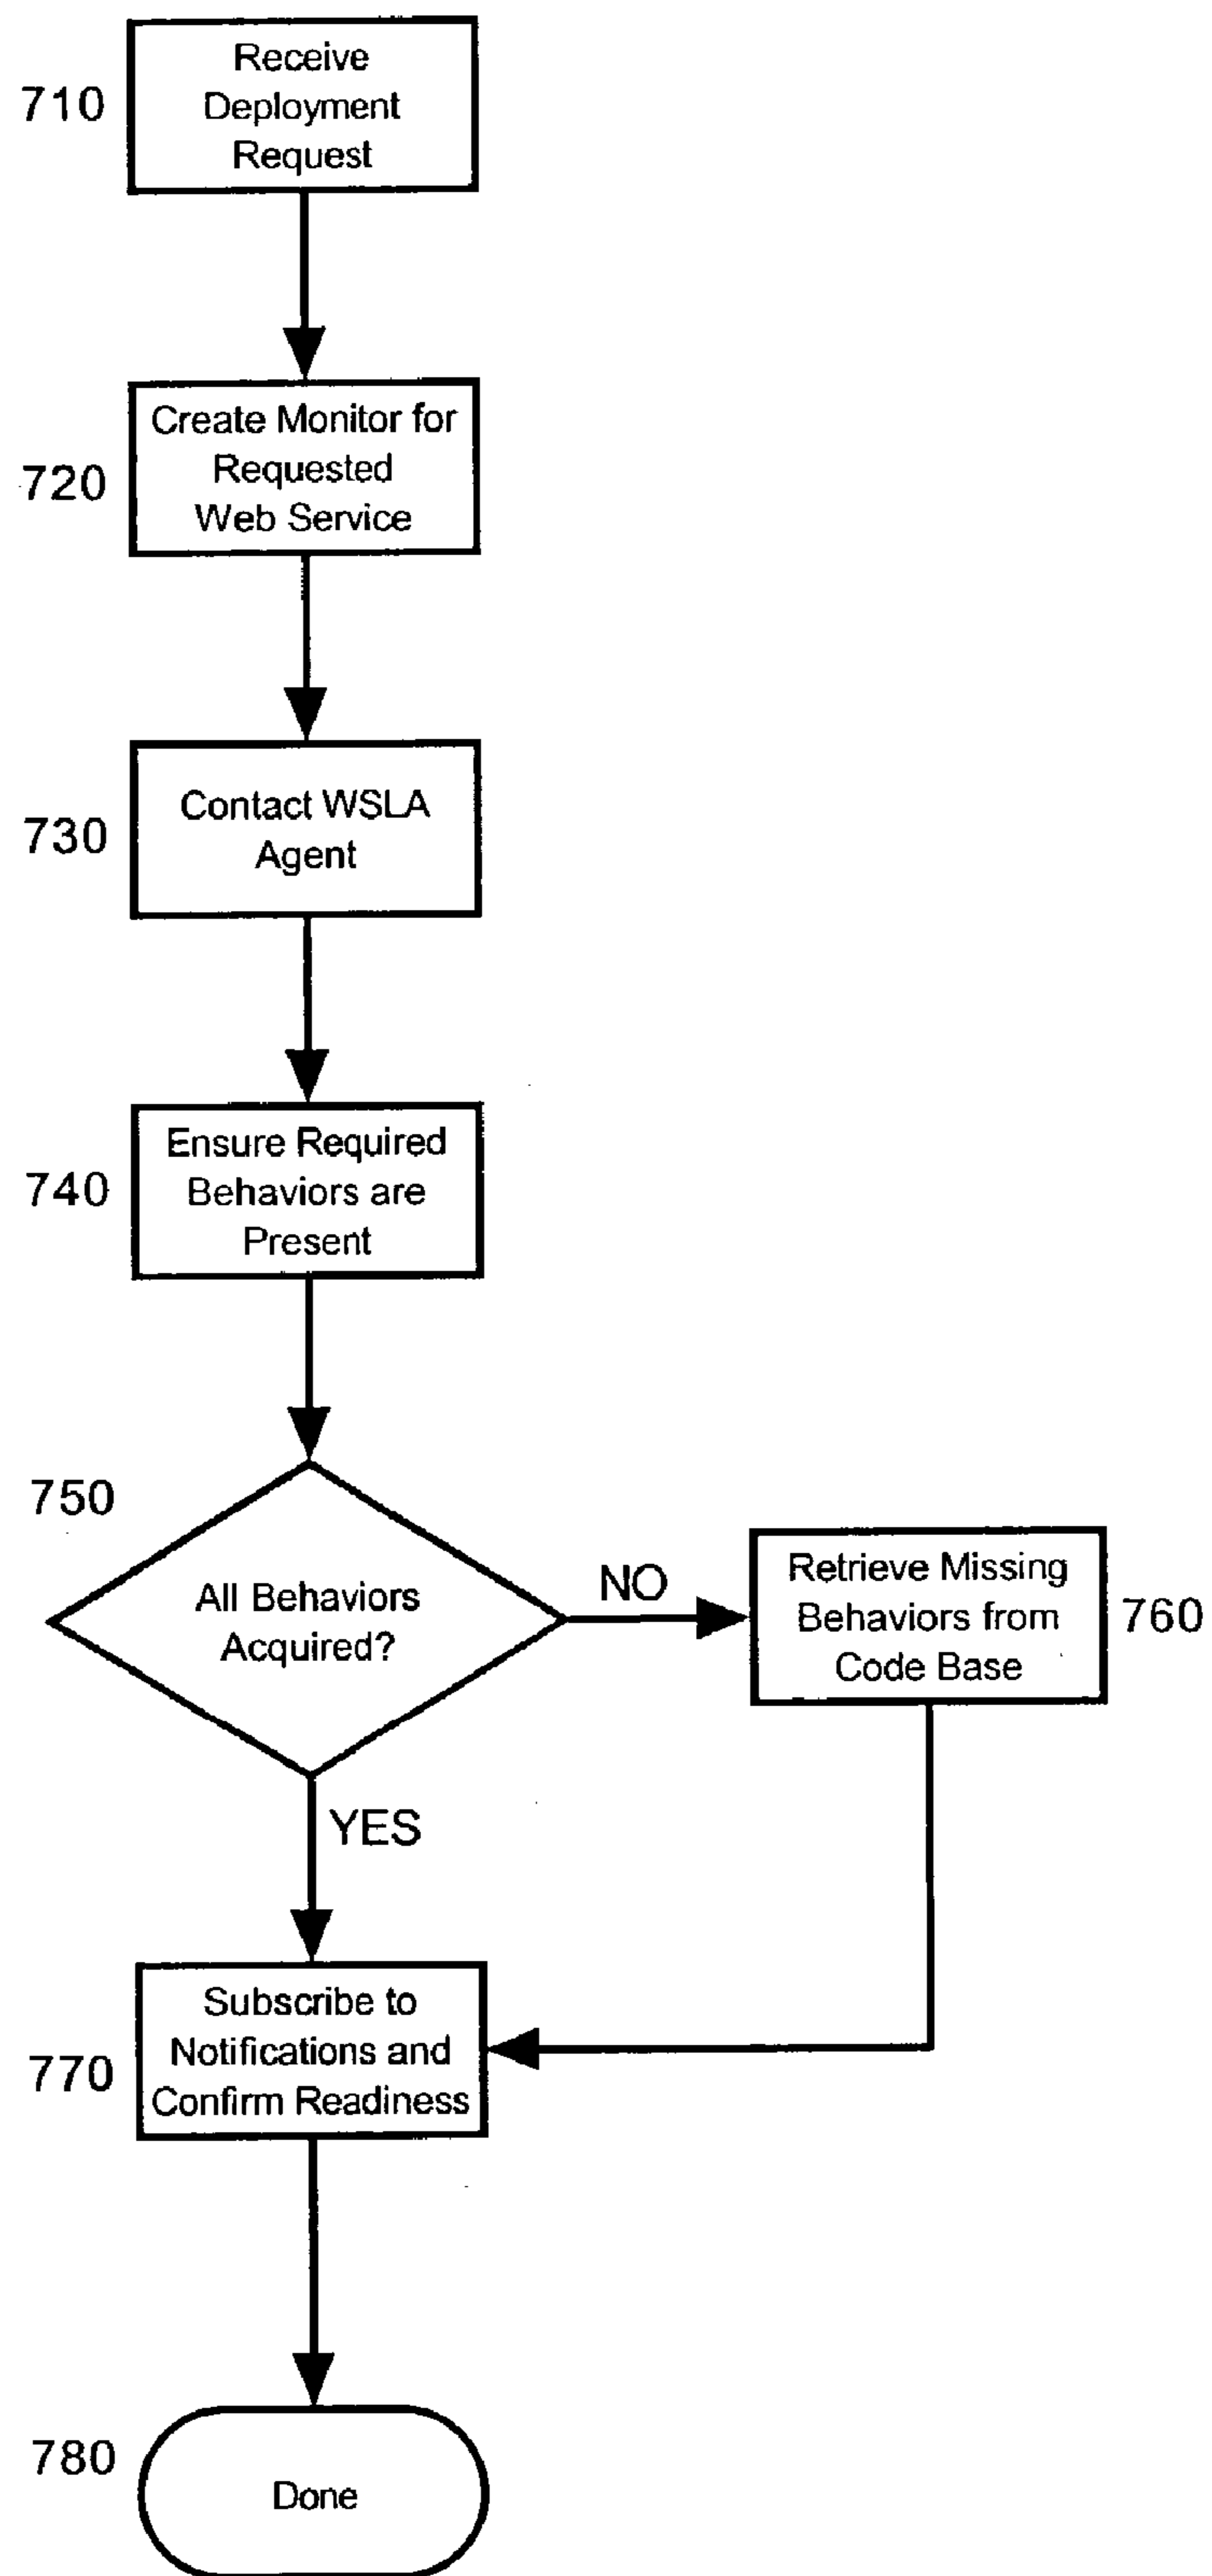 710
Receive
Deployment
Request
720
Create Monitor for
Requested
Web Service
730
Contact WSLA
Agent
740
Ensure Required
Behaviors are
Present
750
All Behaviors
Acquired?
NO
Retrieve Missing
Behaviors from
Code Base
760
YES
770
Subscribe to
Notifications and
Confirm Readiness
780
Done